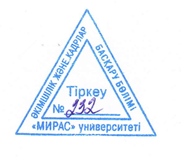 ӘКІМШІЛІК ЖӘНЕ КАДРЛАР
БАСҚАРУ БӨЛІМІ
Тіркеу
№ 232
«МИРАС» университеті